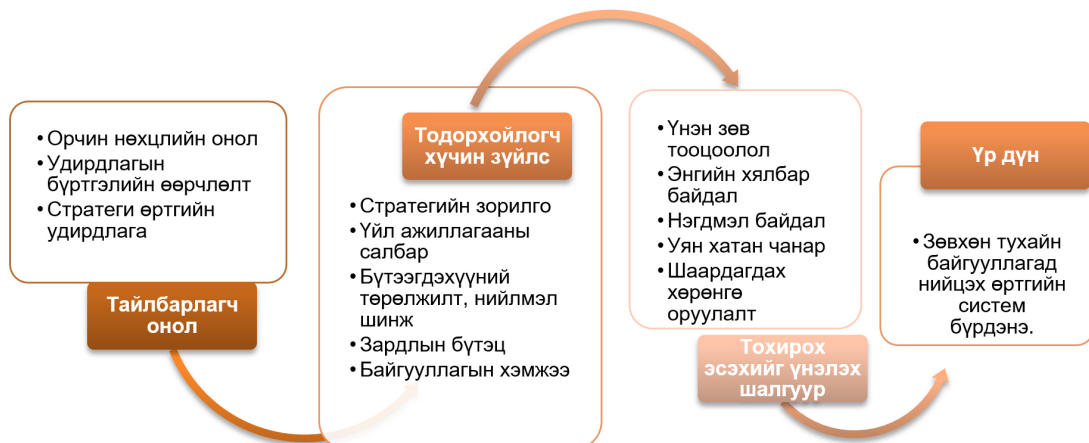 • Орчин нөхцлийн онол
• Удирдлагын
бүртгэлийн өөрчлөлт
• Стратеги өртгийн
удирдлага
Тайлбарлагч
онол
Тодорхойлогч
хүчин зүйлс
• Стратегийн зорилго
• Үйл ажиллагааны
салбар
• Бүтээгдэхүүний
төрөлжилт, нийлмэл
шинж
• Зардлын бүтэц
• Байгууллагын хэмжээ
• Үнэн зөв
тооцоолол
• Энгийн хялбар
байдал
• Нэгдмэл байдал
• Уян хатан чанар
• Шаардагдах
хөрөнгө
оруулалт
Тохирох
эсэхийг үнэлэх
шалгуур
Үр дүн
• Зөвхөн тухайн
байгууллагад
нийцэх өртгийн
систем
бүрдэнэ.